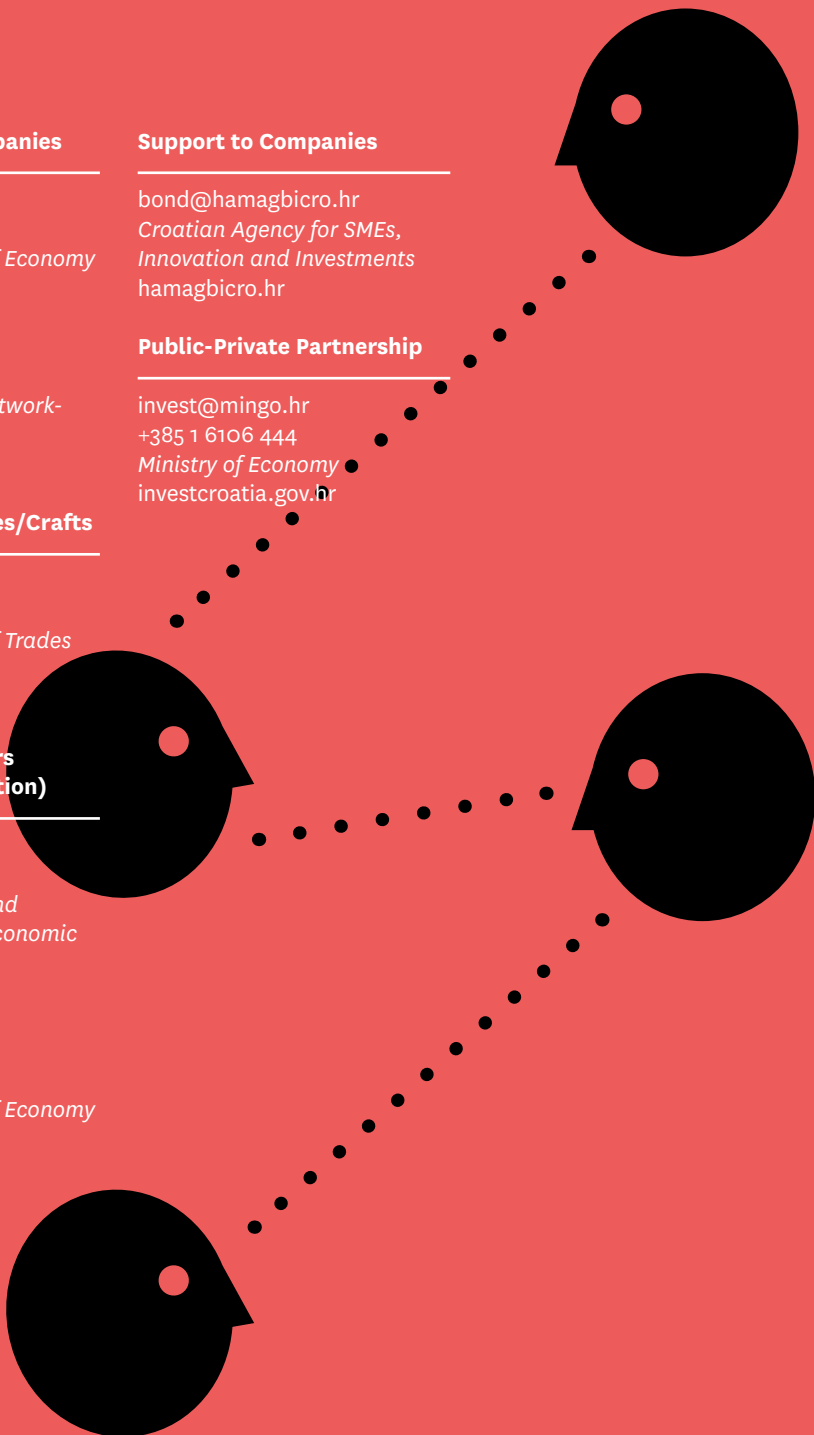 panies
Economy
twork-
es/Crafts
Trades
rs
tion)
nd
conomic
Economy
Support to Companies
bond@hamagbicro.hr
Croatian Agency for SMEs,
Innovation and Investments
hamagbicro.hr
Public-Private Partnership
invest@mingo.hr
+385 1 6106 444
Ministry of Economy
investcroatia.gov.hr